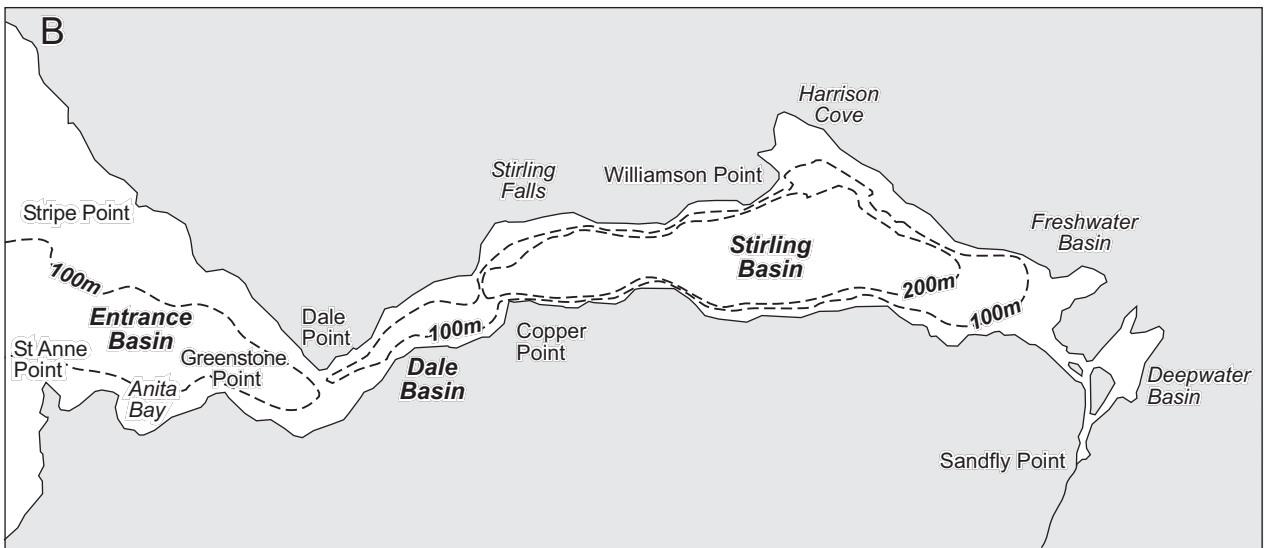 B
Harrison
Cove
Stirling
Falls
Williamson Point
Stripe Point
Freshwater
Basin
Stirling
Basin
100m
200m
Entrance
Basin
100m
Dale
Point
100m
Copper
Point
St Anne
Point
Greenstone
Point
Dale
Basin
Anita
Bay
Deepwater
Basin
Sandfly Point